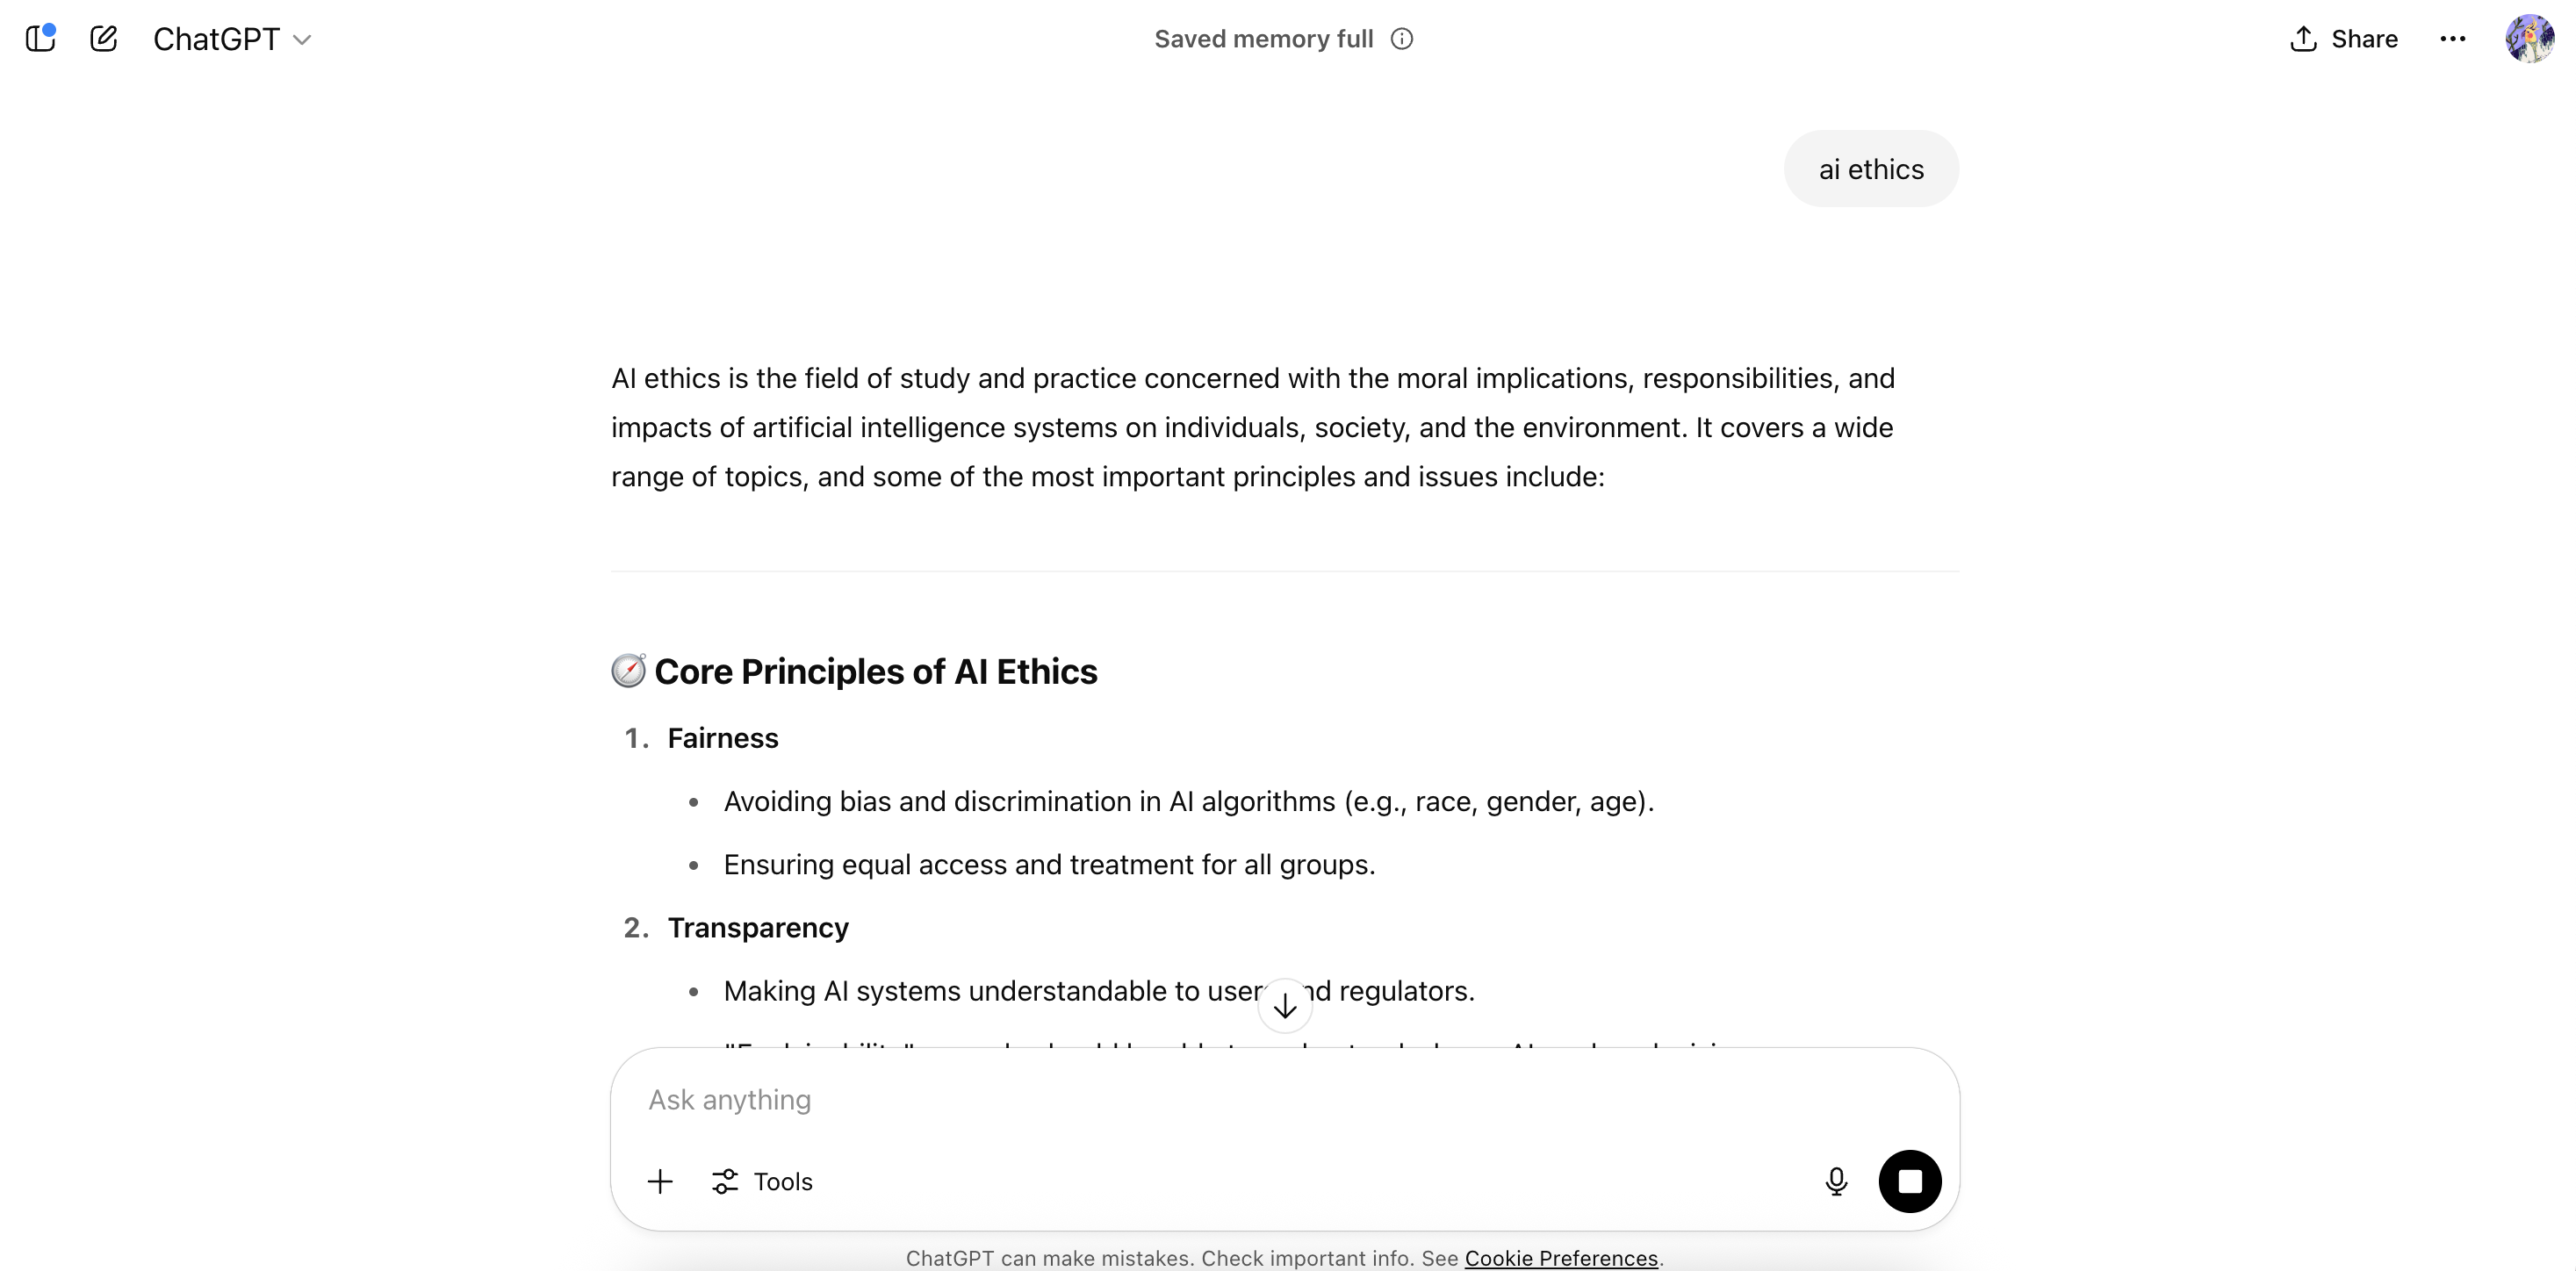 ChatGPT
Saved memory full
Share
ai ethics
AI ethics is the field of study and practice concerned with the moral implications, responsibilities, and
impacts of artificial intelligence systems on individuals, society, and the environment. It covers a wide
range of topics, and some of the most important principles and issues include:
🧭 Core Principles of AI Ethics
1. Fairness
• Avoiding bias and discrimination in AI algorithms (e.g., race, gender, age).
• Ensuring equal access and treatment for all groups.
2. Transparency
• Making AI systems understandable to users and regulators.
Ask anything
Tools
ChatGPT can make mistakes. Check important info. See Cookie Preferences.